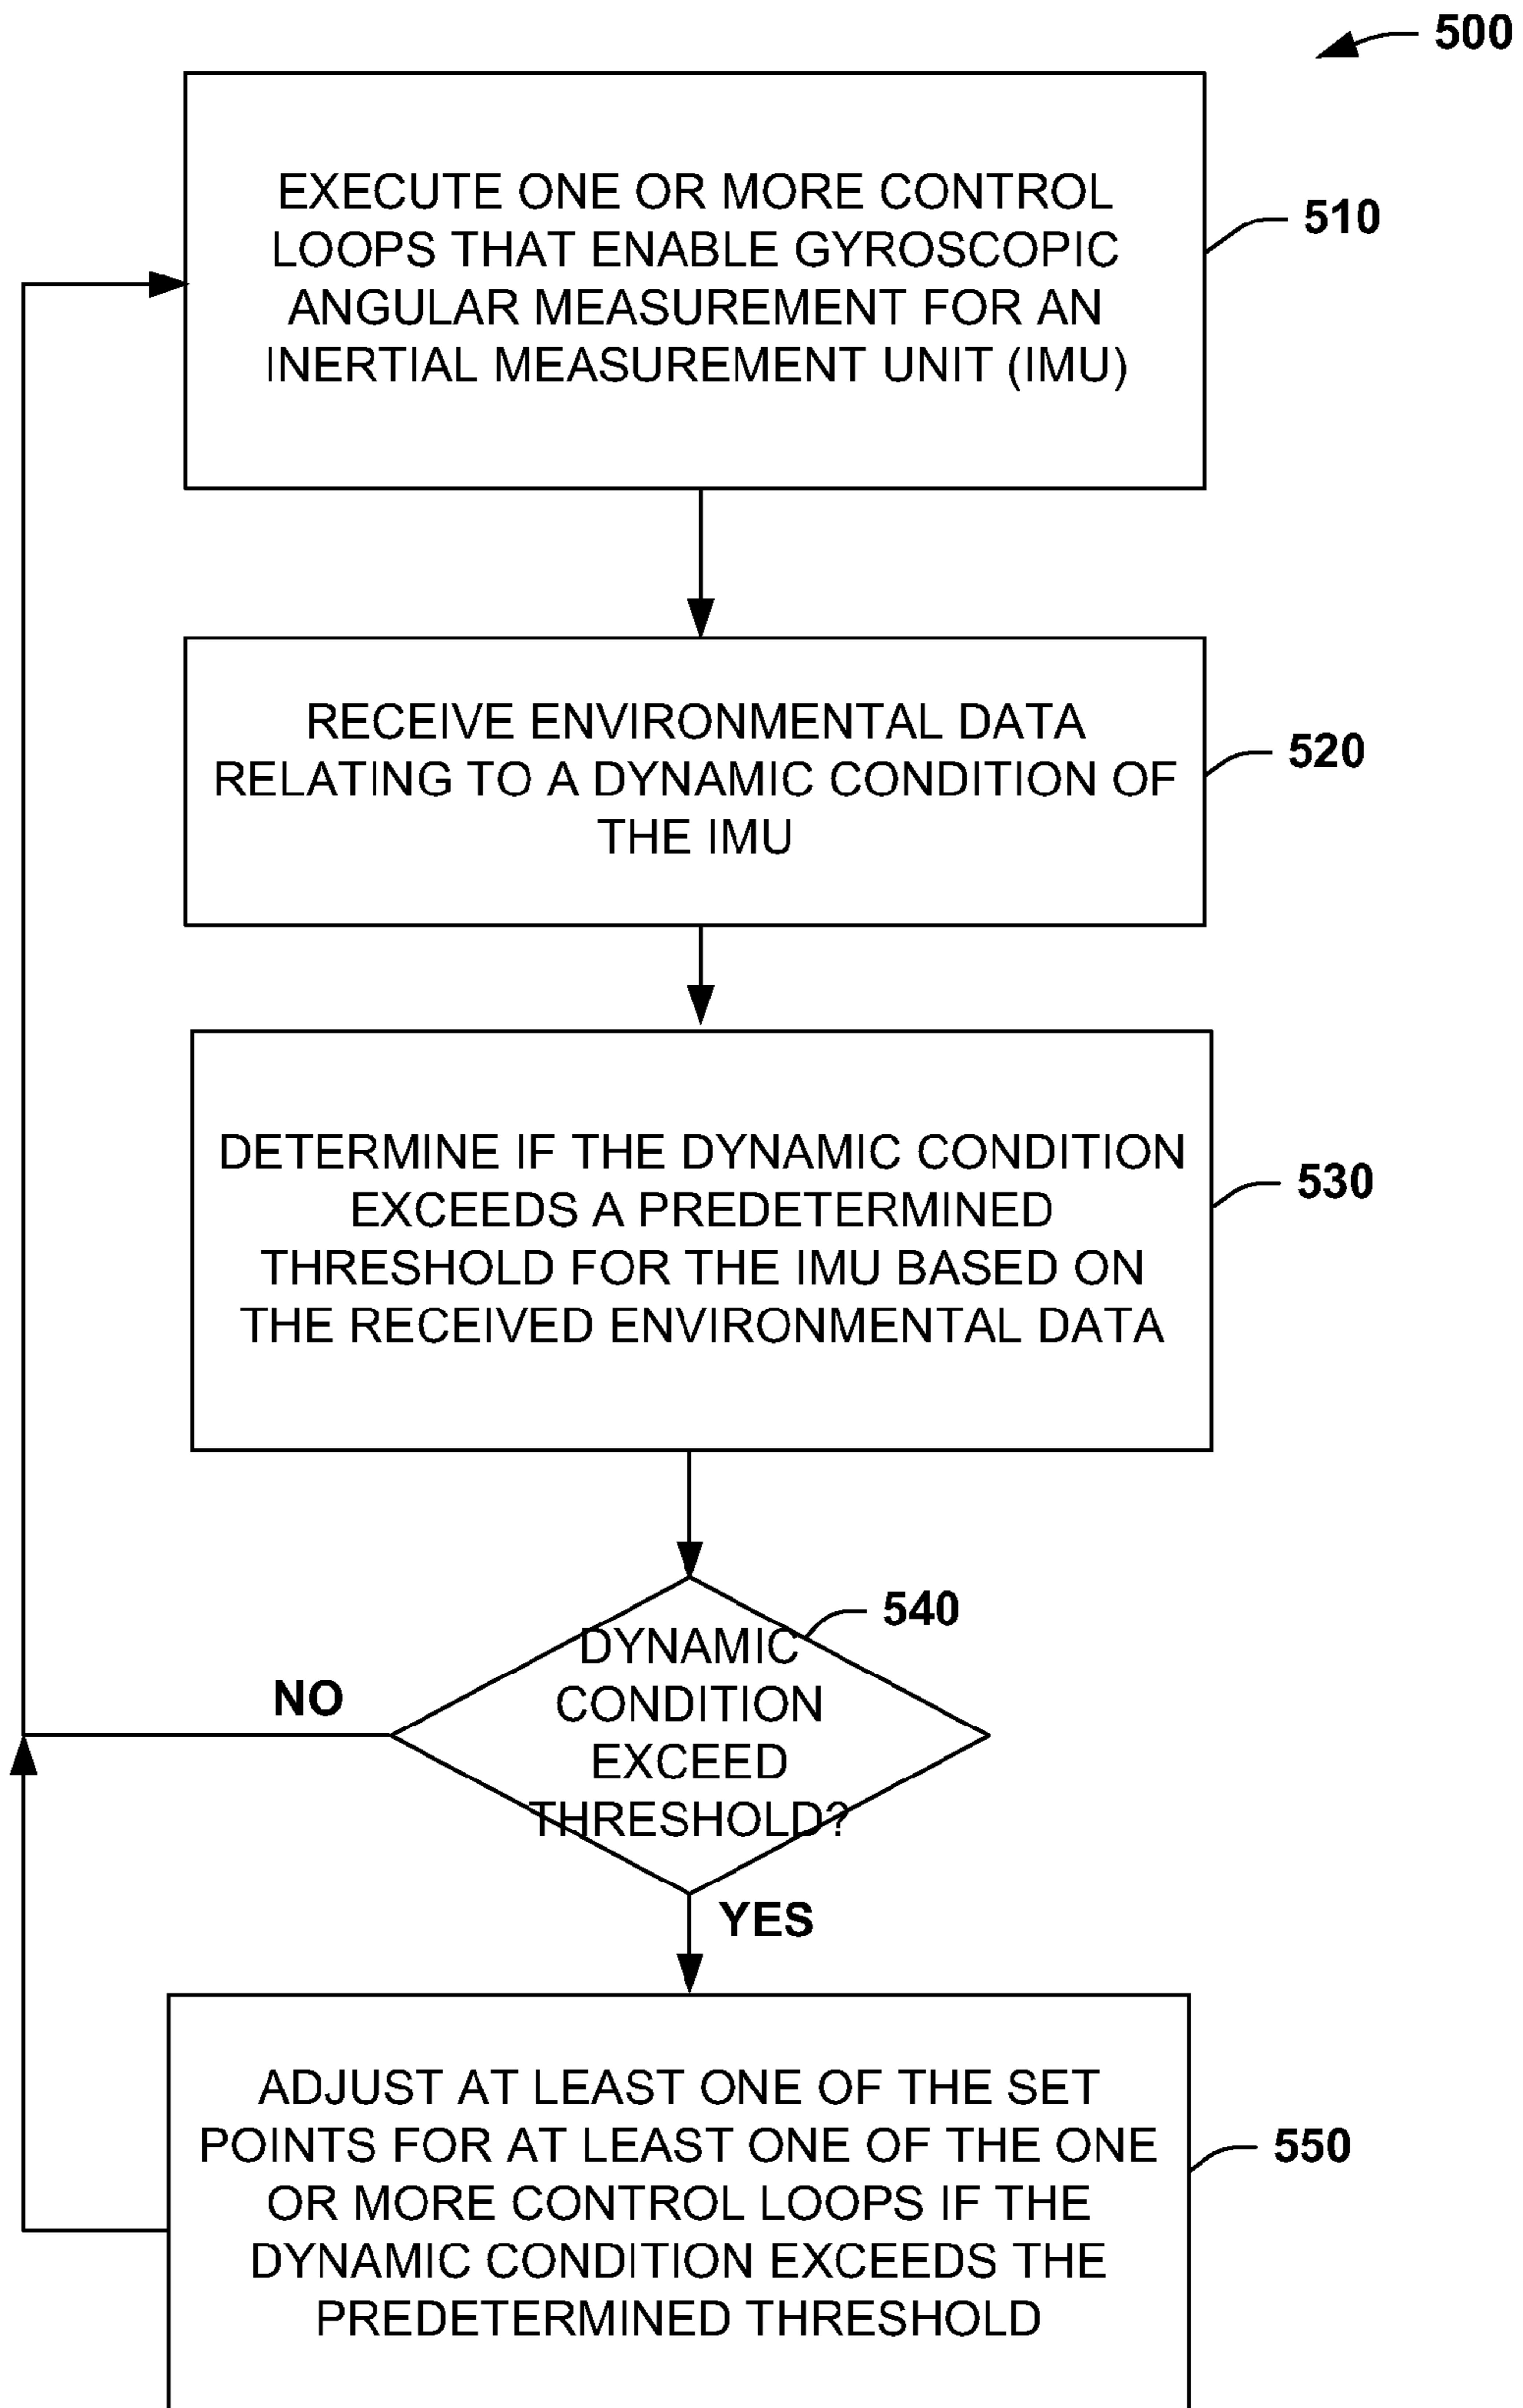 500
EXECUTE ONE OR MORE CONTROL
LOOPS THAT ENABLE GYROSCOPIC
ANGULAR MEASUREMENT FOR AN
INERTIAL MEASUREMENT UNIT (IMU)
510
RECEIVE ENVIRONMENTAL DATA
RELATING TO A DYNAMIC CONDITION OF
THE IMU
520
DETERMINE IF THE DYNAMIC CONDITION
EXCEEDS A PREDETERMINED
THRESHOLD FOR THE IMU BASED ON
THE RECEIVED ENVIRONMENTAL DATA
530
540
DYNAMIC
CONDITION
EXCEED
THRESHOLD?
NO
YES
ADJUST AT LEAST ONE OF THE SET
POINTS FOR AT LEAST ONE OF THE ONE
OR MORE CONTROL LOOPS IF THE
DYNAMIC CONDITION EXCEEDS THE
PREDETERMINED THRESHOLD
550